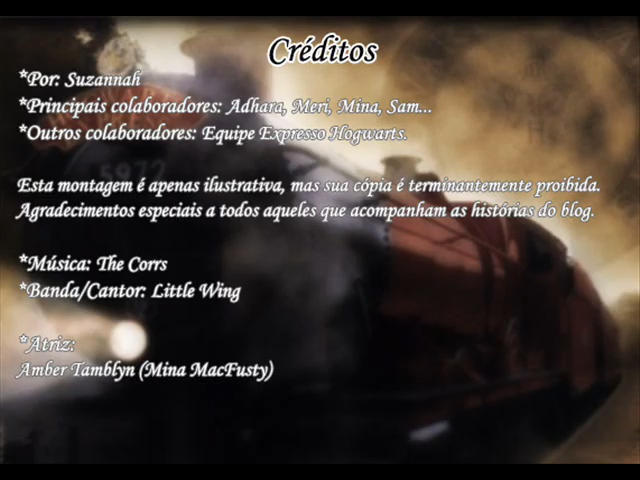 Créditos
*Por: Suzannah
*Principais colaboradores: Adhara, Meri, Mina, Sam...
*Outros colaboradores: Equipe Expresso Hogwarts.
5972
Esta montagem é apenas ilustrativa, mas sua cópia é terminantemente proibida.
Agradecimentos especiais a todos aqueles que acompanham as histórias do blog.
*Música: The Corrs
*Banda/Cantor: Little Wing
*Atriz:
Amber Tamblyn (Mina MacFusty)